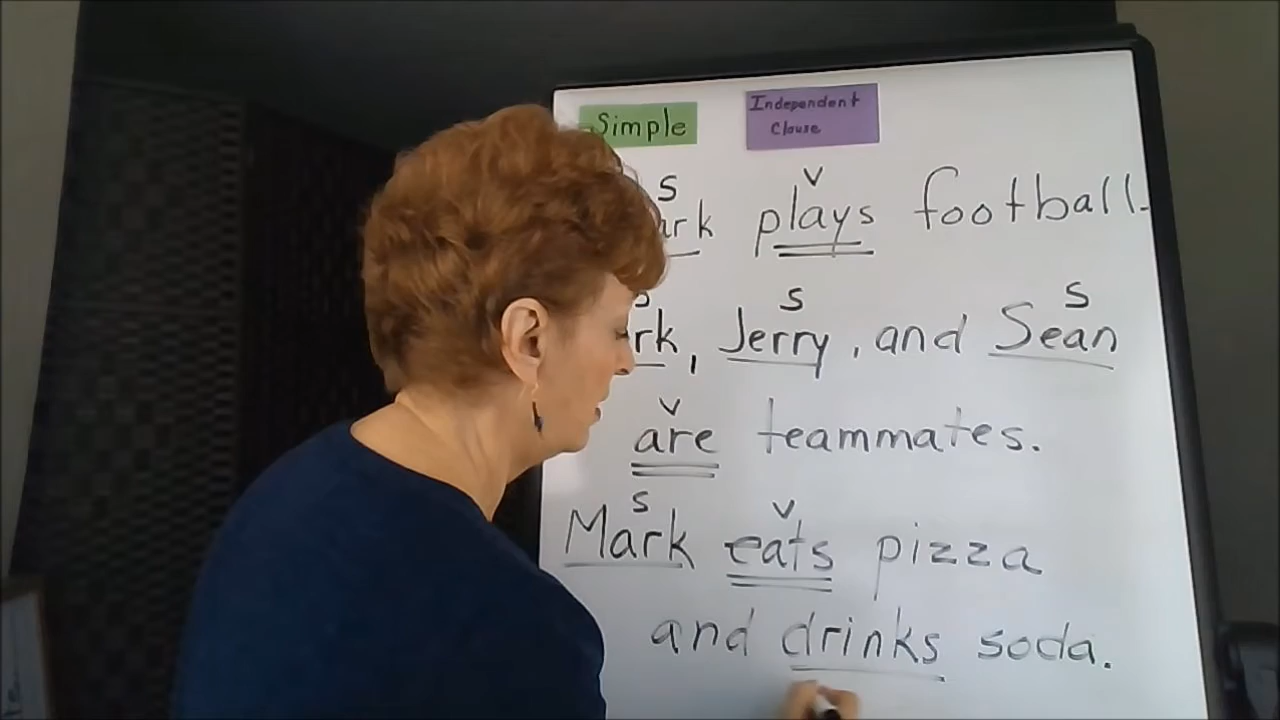 Simple
Independent
Clause
S V
plays football.
S S
Jerry, and Sean
V
are teammates.
S V
Mark eats pizza
and drinks soda.